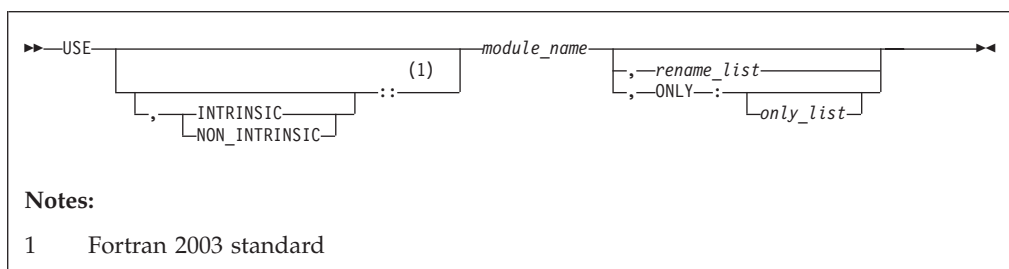 ▶▶—USE—module_name—▶◀
(1)
::
, INTRINSIC
NON_INTRINSIC
, rename_list
, ONLY :
only_list
Notes:
1 Fortran 2003 standard